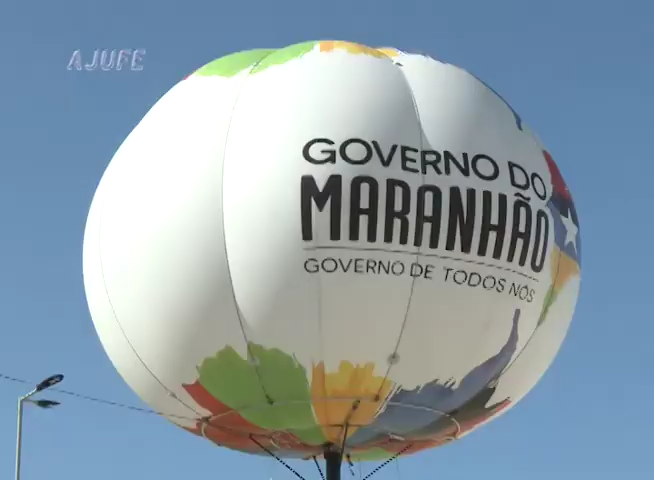 AJUFE
GOVERNO DO
MARANHÃO
GOVERNO DE TODOS NÓS